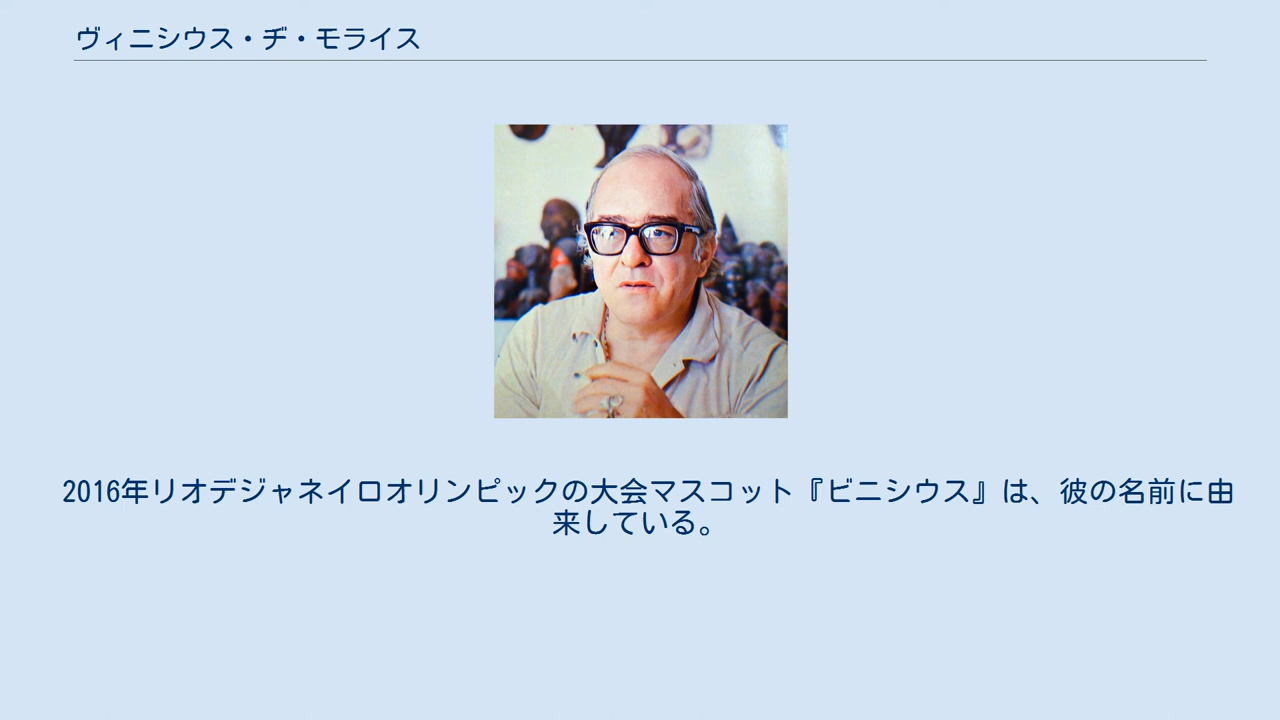 ヴィニシウス・ヂ・モライス
2016年リオデジャネイロオリンピックの大会マスコット『ビニシウス』は、彼の名前に由
来している。